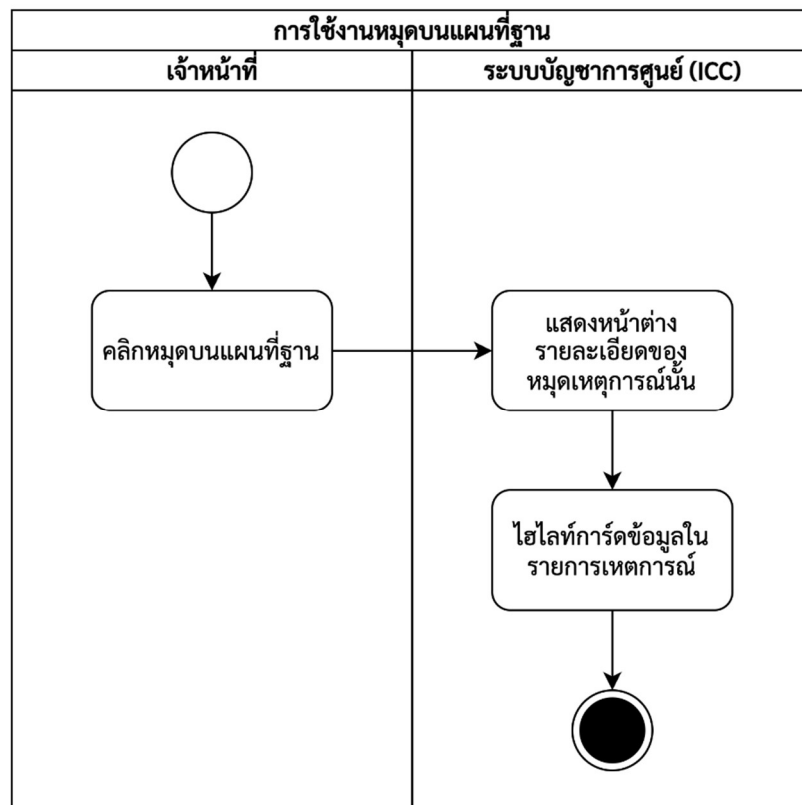 การใช้งานหมุดบนแผนที่ฐาน
เจ้าหน้าที่
ระบบบัญชาการศูนย์ (ICC)
คลิกหมุดบนแผนที่ฐาน
แสดงหน้าต่าง
รายละเอียดของ
หมุดเหตุการณ์นั้น
ไฮไลท์การ์ดข้อมูลใน
รายการเหตการณ์